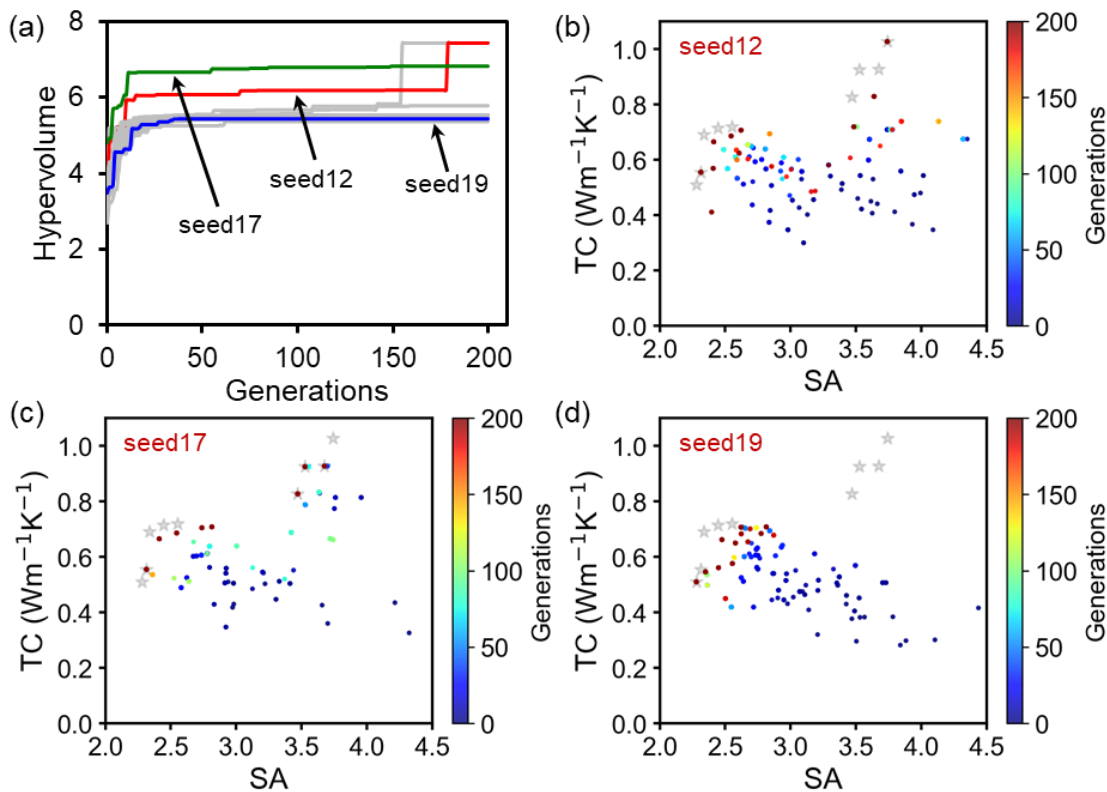 (a)
8
6
4
2
0
Hypervolume
seed12
seed19
seed17
0 50 100 150 200
Generations
(b)
seed12
1.0
0.8
0.6
0.4
0.2
0.0
TC (Wm⁻¹K⁻¹)
2.0 2.5 3.0 3.5 4.0 4.5
SA
200
150
100
50
0
Generations
(c)
seed17
1.0
0.8
0.6
0.4
0.2
0.0
TC (Wm⁻¹K⁻¹)
2.0 2.5 3.0 3.5 4.0 4.5
SA
200
150
100
50
0
Generations
(d)
seed19
1.0
0.8
0.6
0.4
0.2
0.0
TC (Wm⁻¹K⁻¹)
2.0 2.5 3.0 3.5 4.0 4.5
SA
200
150
100
50
0
Generations